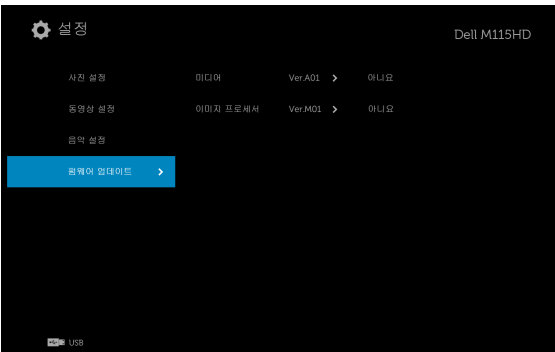 설정
Dell M115HD
사진 설정 미디어 Ver.A01 아니요
동영상 설정 이미지 프로세서 Ver.M01 아니요
음악 설정
펌웨어 업데이트
USB